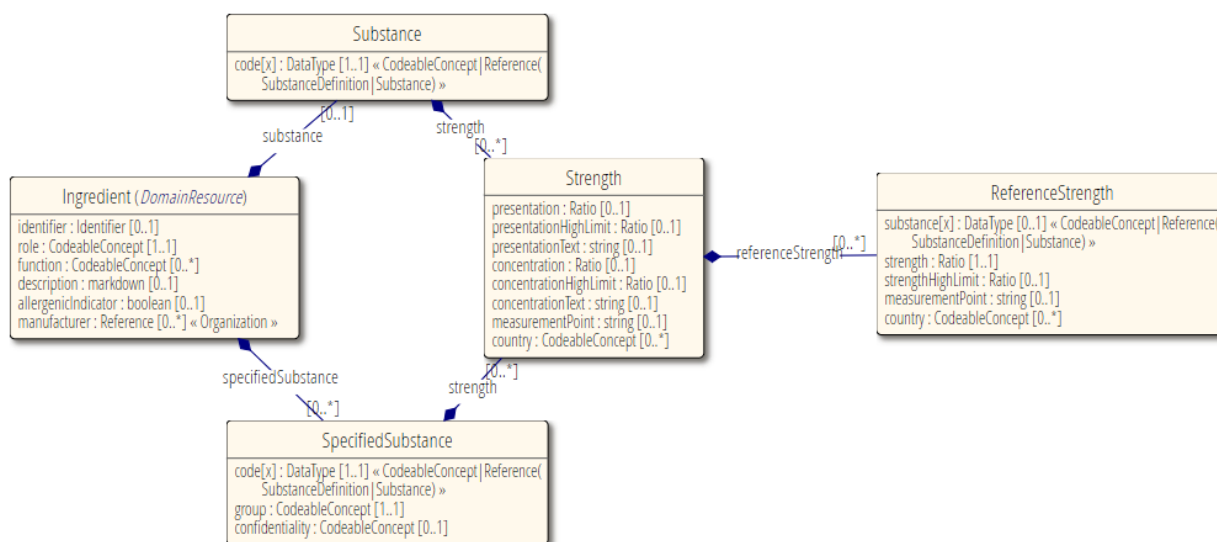 Substance
code[x] : DataType [1..1] « CodeableConcept|Reference(
SubstanceDefinition|Substance) »
[0..1]
substance
strength
[0..*]
Ingredient (DomainResource)
identifier : Identifier [0..1]
role : CodeableConcept [1..1]
function : CodeableConcept [0..*]
description : markdown [0..1]
allergenicIndicator : boolean [0..1]
manufacturer : Reference [0..*] « Organization »
Strength
presentation : Ratio [0..1]
presentationHighLimit : Ratio [0..1]
presentationText : string [0..1]
concentration : Ratio [0..1]
concentrationHighLimit : Ratio [0..1]
concentrationText : string [0..1]
measurementPoint : string [0..1]
country : CodeableConcept [0..*]
referenceStrength
[0..*]
ReferenceStrength
substance[x] : DataType [0..1] « CodeableConcept|Reference(
SubstanceDefinition|Substance) »
strength : Ratio [1..1]
strengthHighLimit : Ratio [0..1]
measurementPoint : string [0..1]
country : CodeableConcept [0..*]
specifiedSubstance
[0..*]
strength
[0..*]
SpecifiedSubstance
code[x] : DataType [1..1] « CodeableConcept|Reference(
SubstanceDefinition|Substance) »
group : CodeableConcept [1..1]
confidentiality : CodeableConcept [0..1]